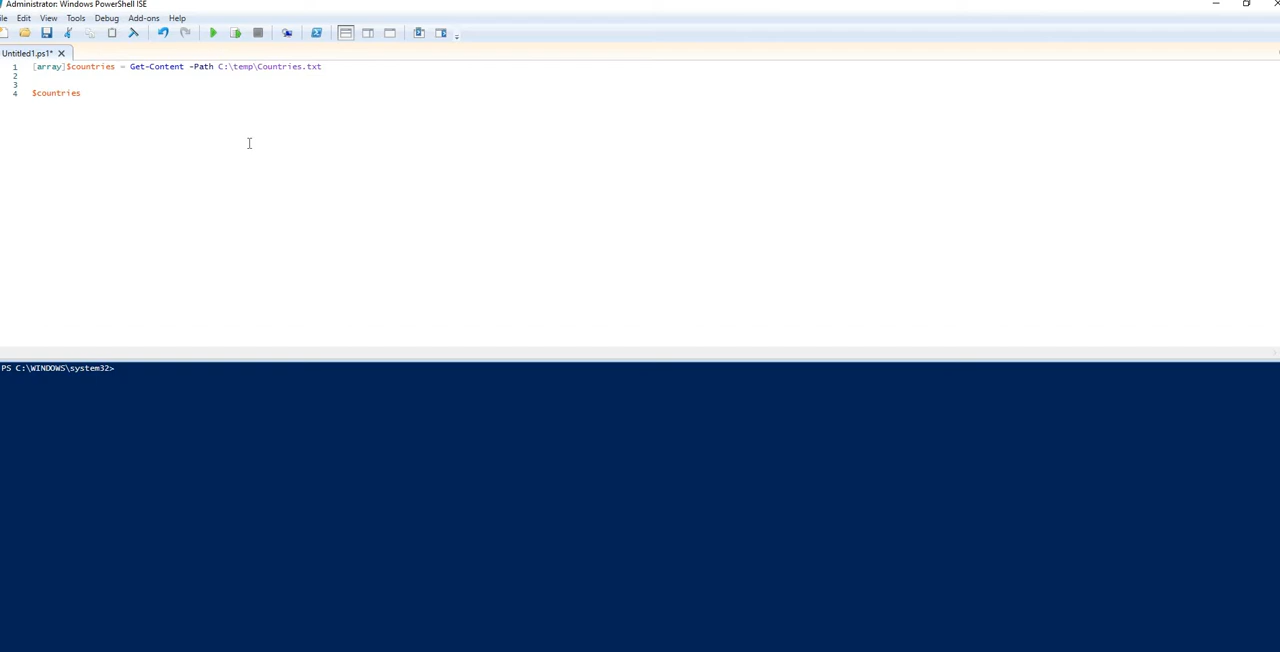 Administrator: Windows PowerShell ISE
ile Edit View Tools Debug Add-ons Help
Untitled1.ps1*
1 [array]$countries = Get-Content -Path C:\temp\Countries.txt
2
3
4 $countries
PS C:\WINDOWS\system32>